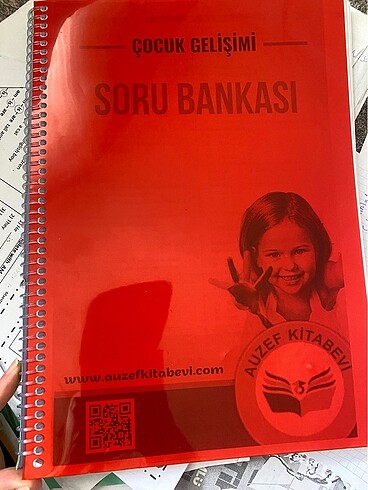 ÇOCUK GELİŞİMİ
SORU BANKASI
www.auzefkitabevi.com
AUZEF KİTABEVİ